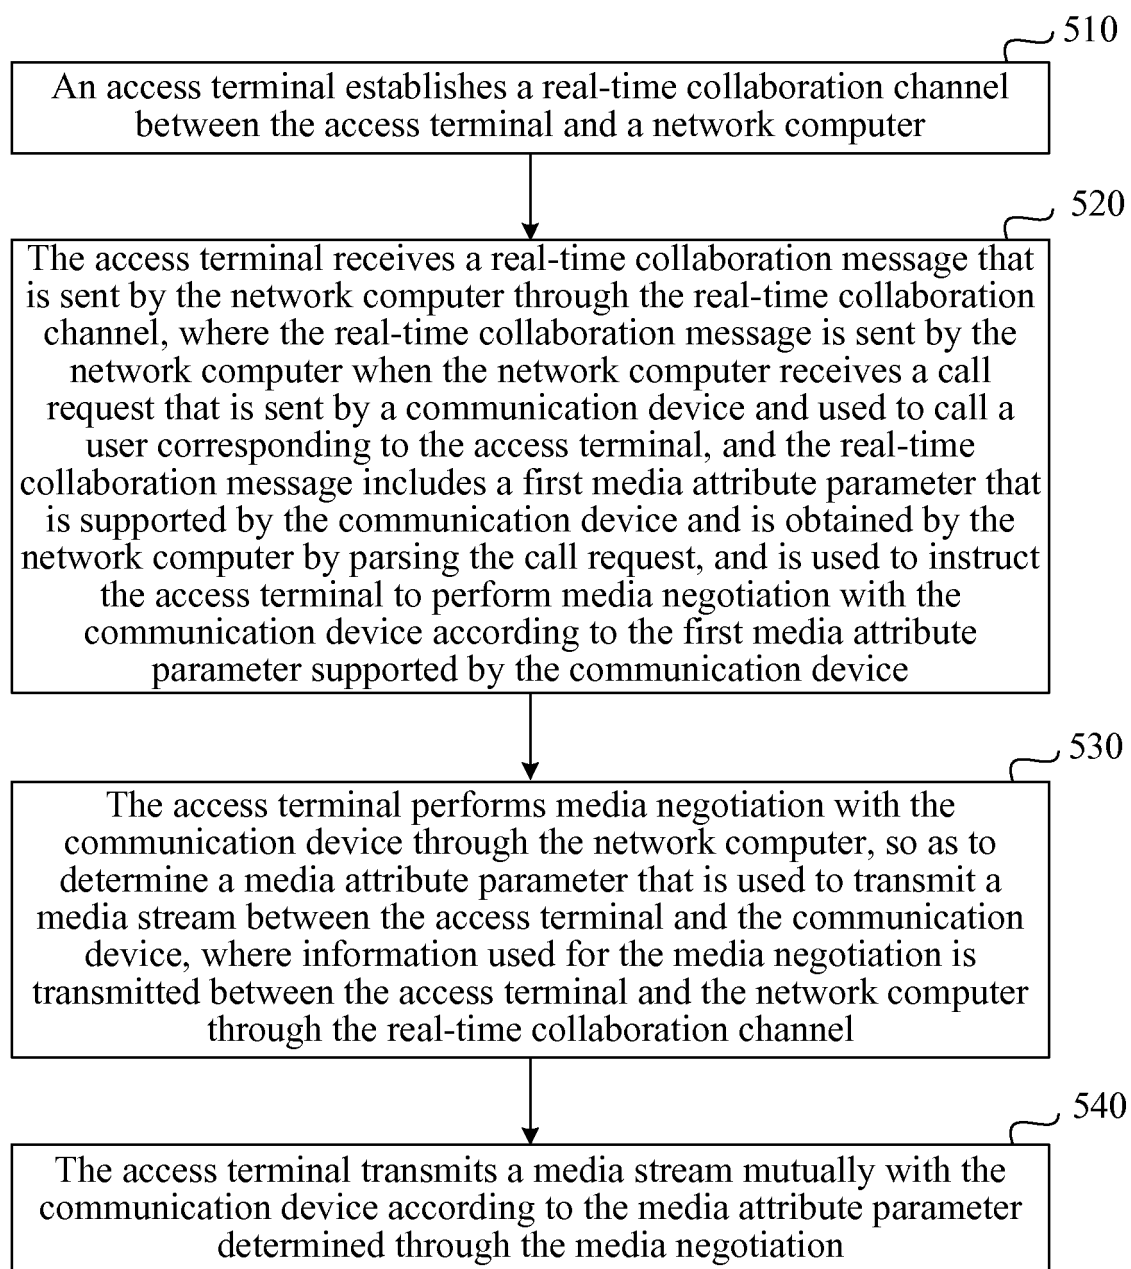 510
An access terminal establishes a real-time collaboration channel
between the access terminal and a network computer
520
The access terminal receives a real-time collaboration message that
is sent by the network computer through the real-time collaboration
channel, where the real-time collaboration message is sent by the
network computer when the network computer receives a call
request that is sent by a communication device and used to call a
user corresponding to the access terminal, and the real-time
collaboration message includes a first media attribute parameter that
is supported by the communication device and is obtained by the
network computer by parsing the call request, and is used to instruct
the access terminal to perform media negotiation with the
communication device according to the first media attribute
parameter supported by the communication device
530
The access terminal performs media negotiation with the
communication device through the network computer, so as to
determine a media attribute parameter that is used to transmit a
media stream between the access terminal and the communication
device, where information used for the media negotiation is
transmitted between the access terminal and the network computer
through the real-time collaboration channel
540
The access terminal transmits a media stream mutually with the
communication device according to the media attribute parameter
determined through the media negotiation